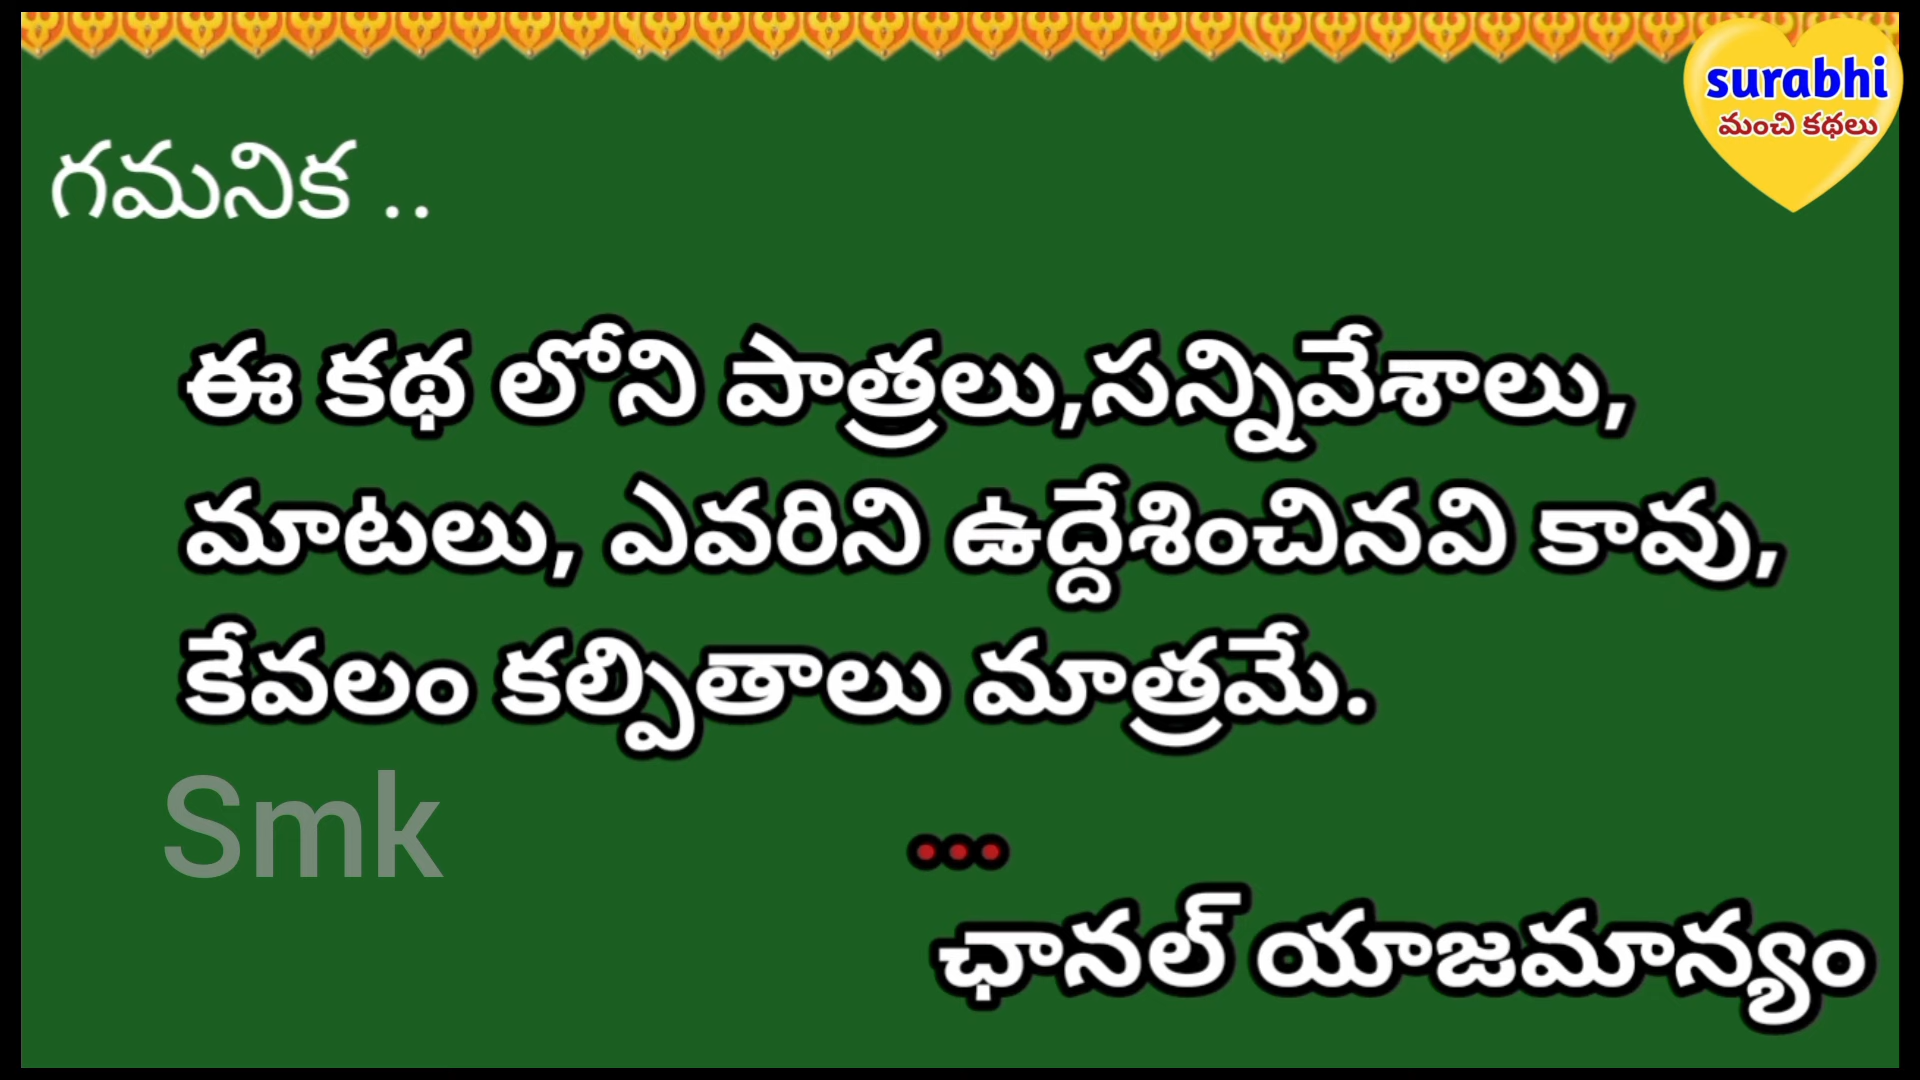 surabhi
మంచి కథలు
గమనిక ..
ఈ కథ లోని పాత్రలు,సన్నివేశాలు,
మాటలు, ఎవరిని ఉద్దేశించినవి కావు,
కేవలం కల్పితాలు మాత్రమే.
Smk
...
ఛానల్ యాజమాన్యం